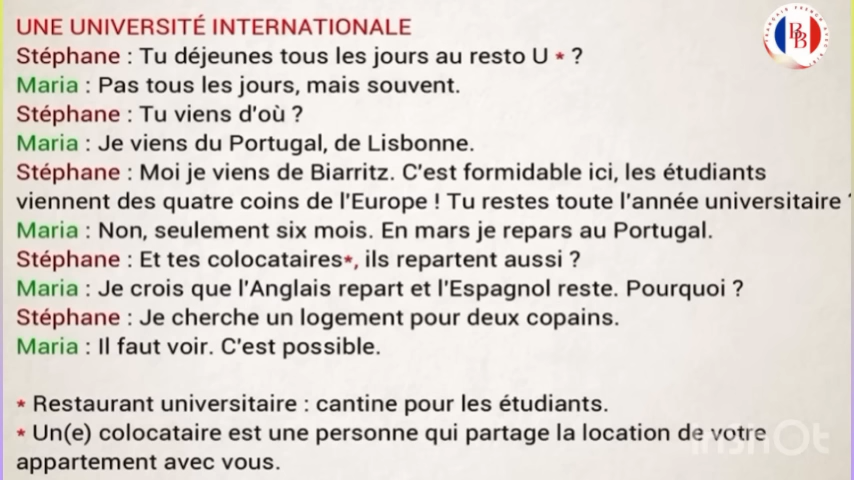 UNE UNIVERSITÉ INTERNATIONALE
Stéphane : Tu déjeunes tous les jours au resto U * ?
Maria : Pas tous les jours, mais souvent.
Stéphane : Tu viens d'où ?
Maria : Je viens du Portugal, de Lisbonne.
Stéphane : Moi je viens de Biarritz. C'est formidable ici, les étudiants
viennent des quatre coins de l'Europe ! Tu restes toute l'année universitaire ?
Maria : Non, seulement six mois. En mars je repars au Portugal.
Stéphane : Et tes colocataires*, ils repartent aussi ?
Maria : Je crois que l'Anglais repart et l'Espagnol reste. Pourquoi ?
Stéphane : Je cherche un logement pour deux copains.
Maria : Il faut voir. C'est possible.
* Restaurant universitaire : cantine pour les étudiants.
* Un(e) colocataire est une personne qui partage la location de votre
appartement avec vous.
InShOt